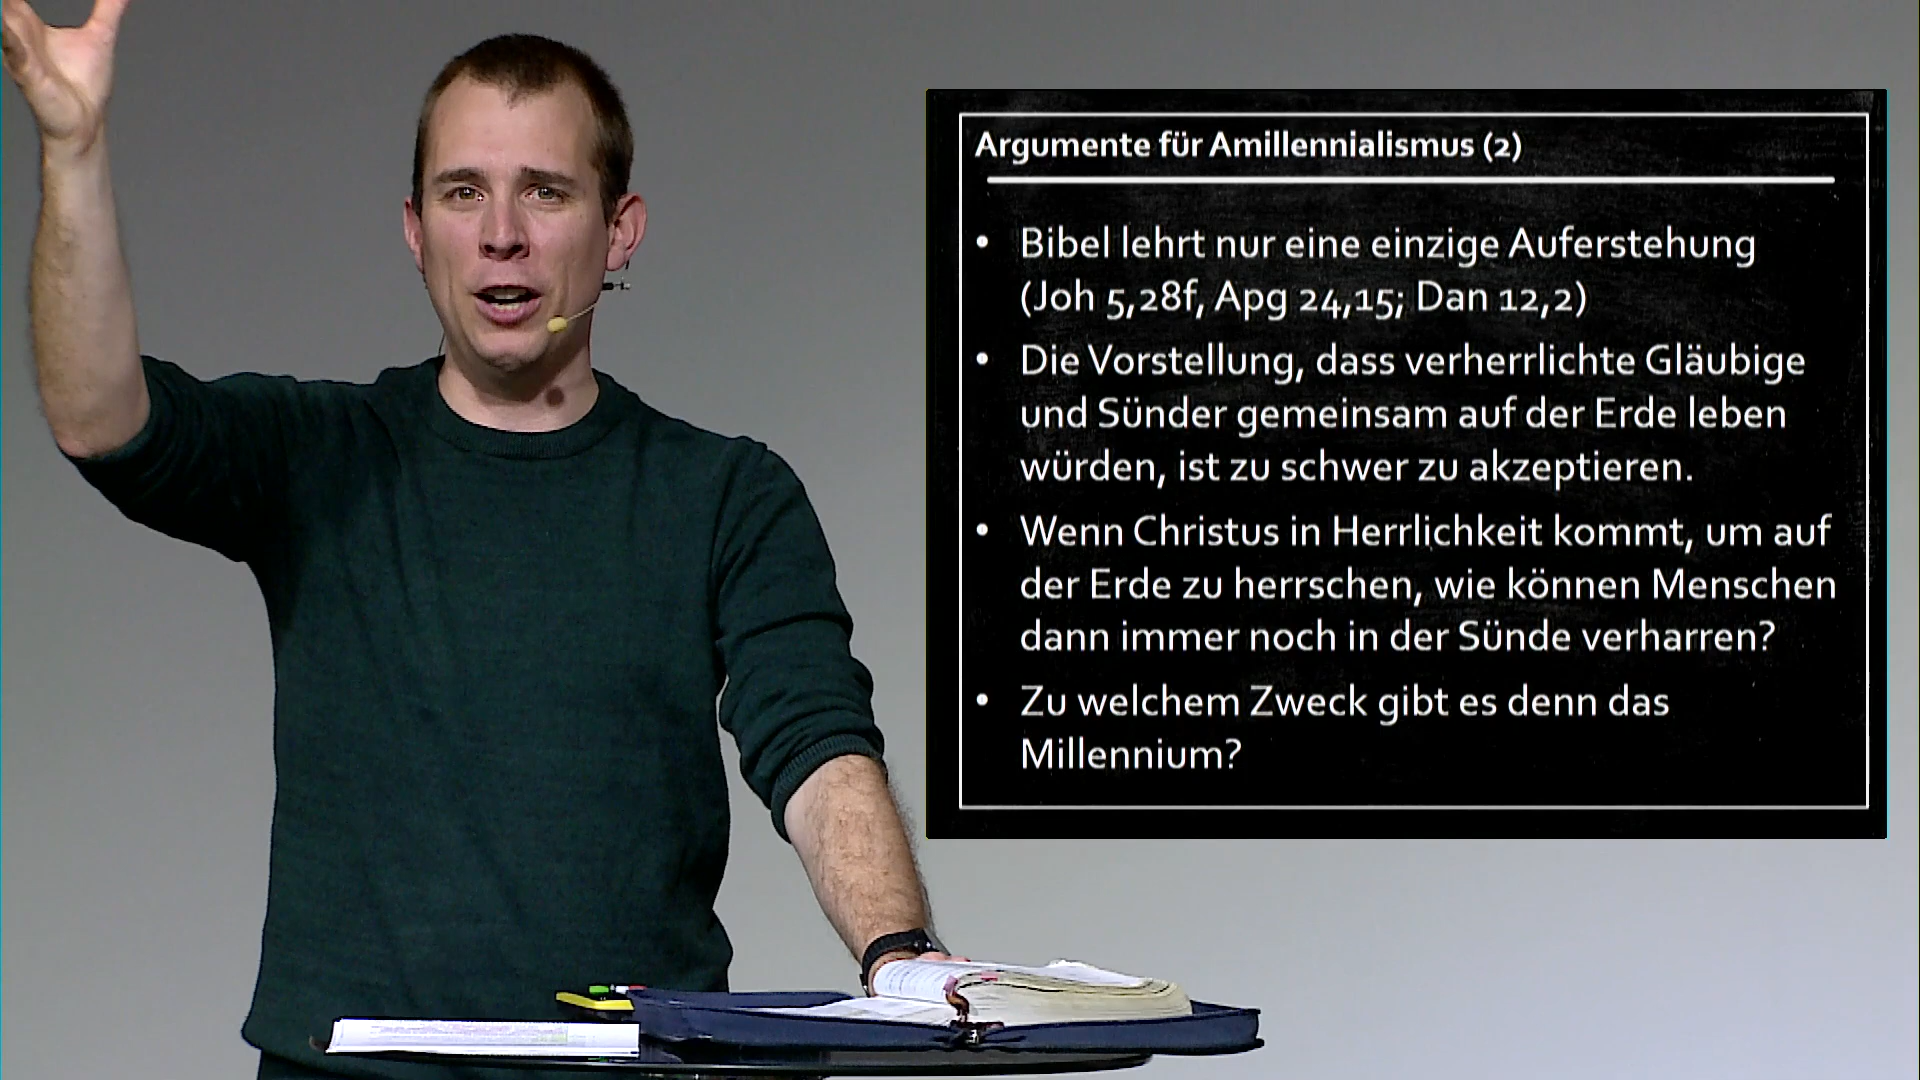 Argumente für Amillennialismus (2)
• Bibel lehrt nur eine einzige Auferstehung
(Joh 5,28f, Apg 24,15; Dan 12,2)
• Die Vorstellung, dass verherrlichte Gläubige
und Sünder gemeinsam auf der Erde leben
würden, ist zu schwer zu akzeptieren.
• Wenn Christus in Herrlichkeit kommt, um auf
der Erde zu herrschen, wie können Menschen
dann immer noch in der Sünde verharren?
• Zu welchem Zweck gibt es denn das
Millennium?